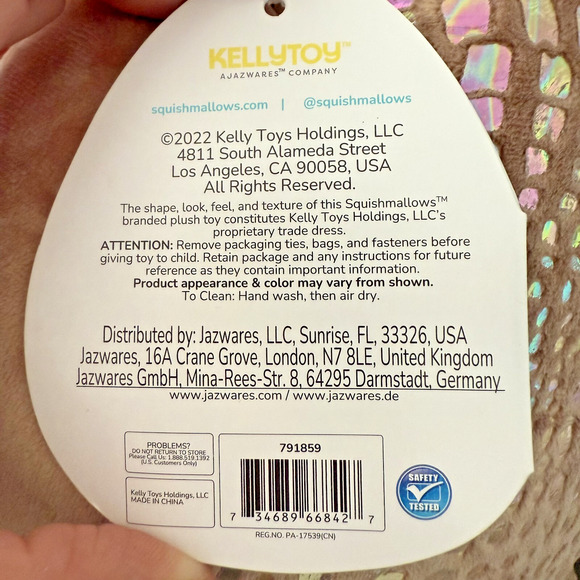 KELLYTOY™
A JAZWARES™ COMPANY
squishmallows.com | @squishmallows
©2022 Kelly Toys Holdings, LLC
4811 South Alameda Street
Los Angeles, CA 90058, USA
All Rights Reserved.
The shape, look, feel, and texture of this Squishmallows™
branded plush toy constitutes Kelly Toys Holdings, LLC's
proprietary trade dress.
ATTENTION: Remove packaging ties, bags, and fasteners before
giving toy to child. Retain package and any instructions for future
reference as they contain important information.
Product appearance & color may vary from shown.
To Clean: Hand wash, then air dry.
Distributed by: Jazwares, LLC, Sunrise, FL, 33326, USA
Jazwares, 16A Crane Grove, London, N7 8LE, United Kingdom
Jazwares GmbH, Mina-Rees-Str. 8, 64295 Darmstadt, Germany
www.jazwares.com / www.jazwares.de
PROBLEMS?
DO NOT RETURN TO STORE
Please Call Us: 1.888.519.1392
(U.S. Customers Only)
Kelly Toys Holdings, LLC
MADE IN CHINA
791859
7 34689 66842 7
REG.NO. PA-17539(CN)
SAFETY
TESTED